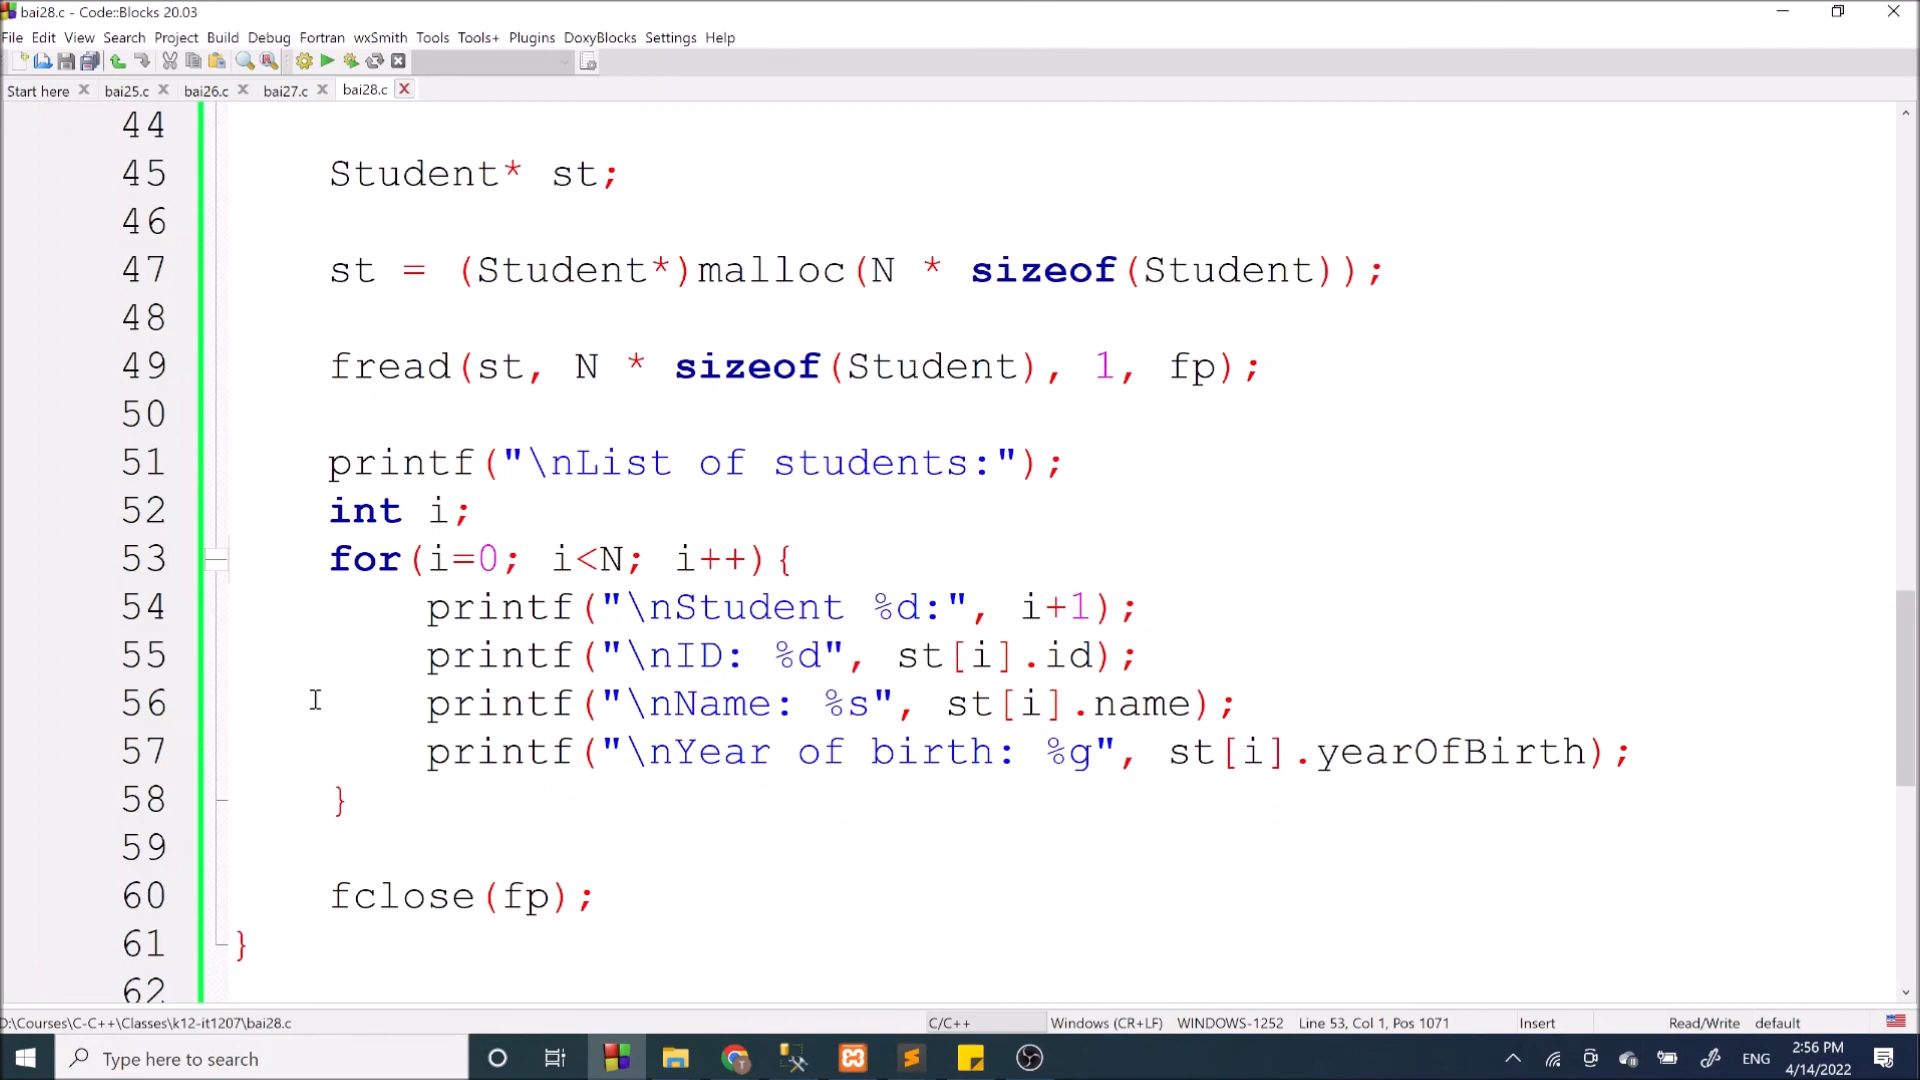 bai28.c - Code::Blocks 20.03
File Edit View Search Project Build Debug Fortran wxSmith Tools Tools+ Plugins DoxyBlocks Settings Help
Start here bai25.c bai26.c bai27.c bai28.c
44
45 Student* st;
46
47 st = (Student*)malloc(N * sizeof(Student));
48
49 fread(st, N * sizeof(Student), 1, fp);
50
51 printf("\nList of students:");
52 int i;
53 for(i=0; i<N; i++){
54 printf("\nStudent %d:", i+1);
55 printf("\nID: %d", st[i].id);
56 printf("\nName: %s", st[i].name);
57 printf("\nYear of birth: %g", st[i].yearOfBirth);
58 }
59
60 fclose(fp);
61 }
62
D:\Courses\C-C++\Classes\k12-it1207\bai28.c C/C++ Windows (CR+LF) WINDOWS-1252 Line 53, Col 1, Pos 1071 Insert Read/Write default
Type here to search ENG 2:56 PM
4/14/2022